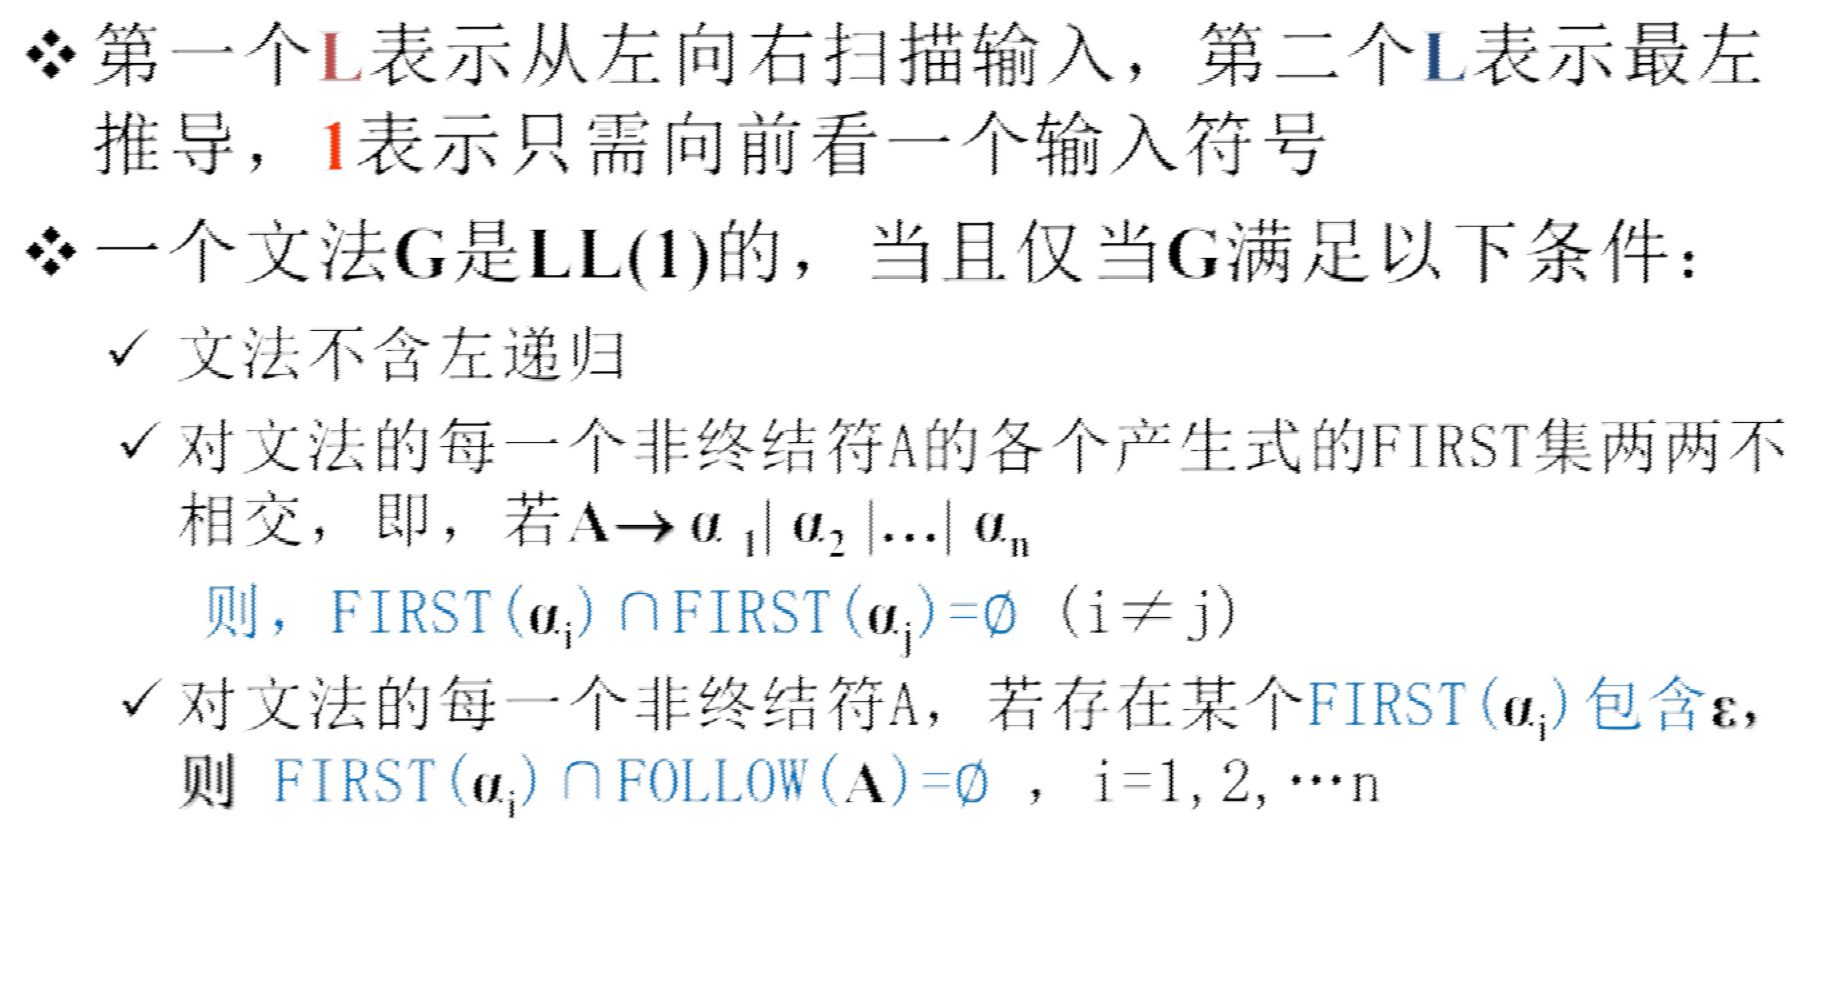 ❖第一个L表示从左向右扫描输入，第二个L表示最左
推导，1表示只需向前看一个输入符号
❖一个文法G是LL(1)的，当且仅当G满足以下条件：
✓ 文法不含左递归
✓ 对文法的每一个非终结符A的各个产生式的FIRST集两两不
相交，即，若A→α₁| α₂ |…| αₙ
则，FIRST(αᵢ)∩FIRST(αⱼ)=∅ (i≠j)
✓ 对文法的每一个非终结符A，若存在某个FIRST(αⱼ)包含ε，
则 FIRST(αᵢ)∩FOLLOW(A)=∅ ，i=1,2,…n